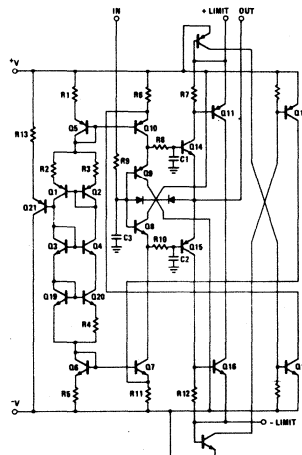 IN
+ LIMIT OUT
+V
R1
R6
R7
R13
Q5
Q10
Q11
R8
Q14
C1
R2
R3
R9
Q9
Q1
Q2
Q21
Q8
Q3
Q4
C3
R10
Q15
C2
Q19
Q20
R4
Q6
Q7
Q16
R5
R11
R12
-V
- LIMIT